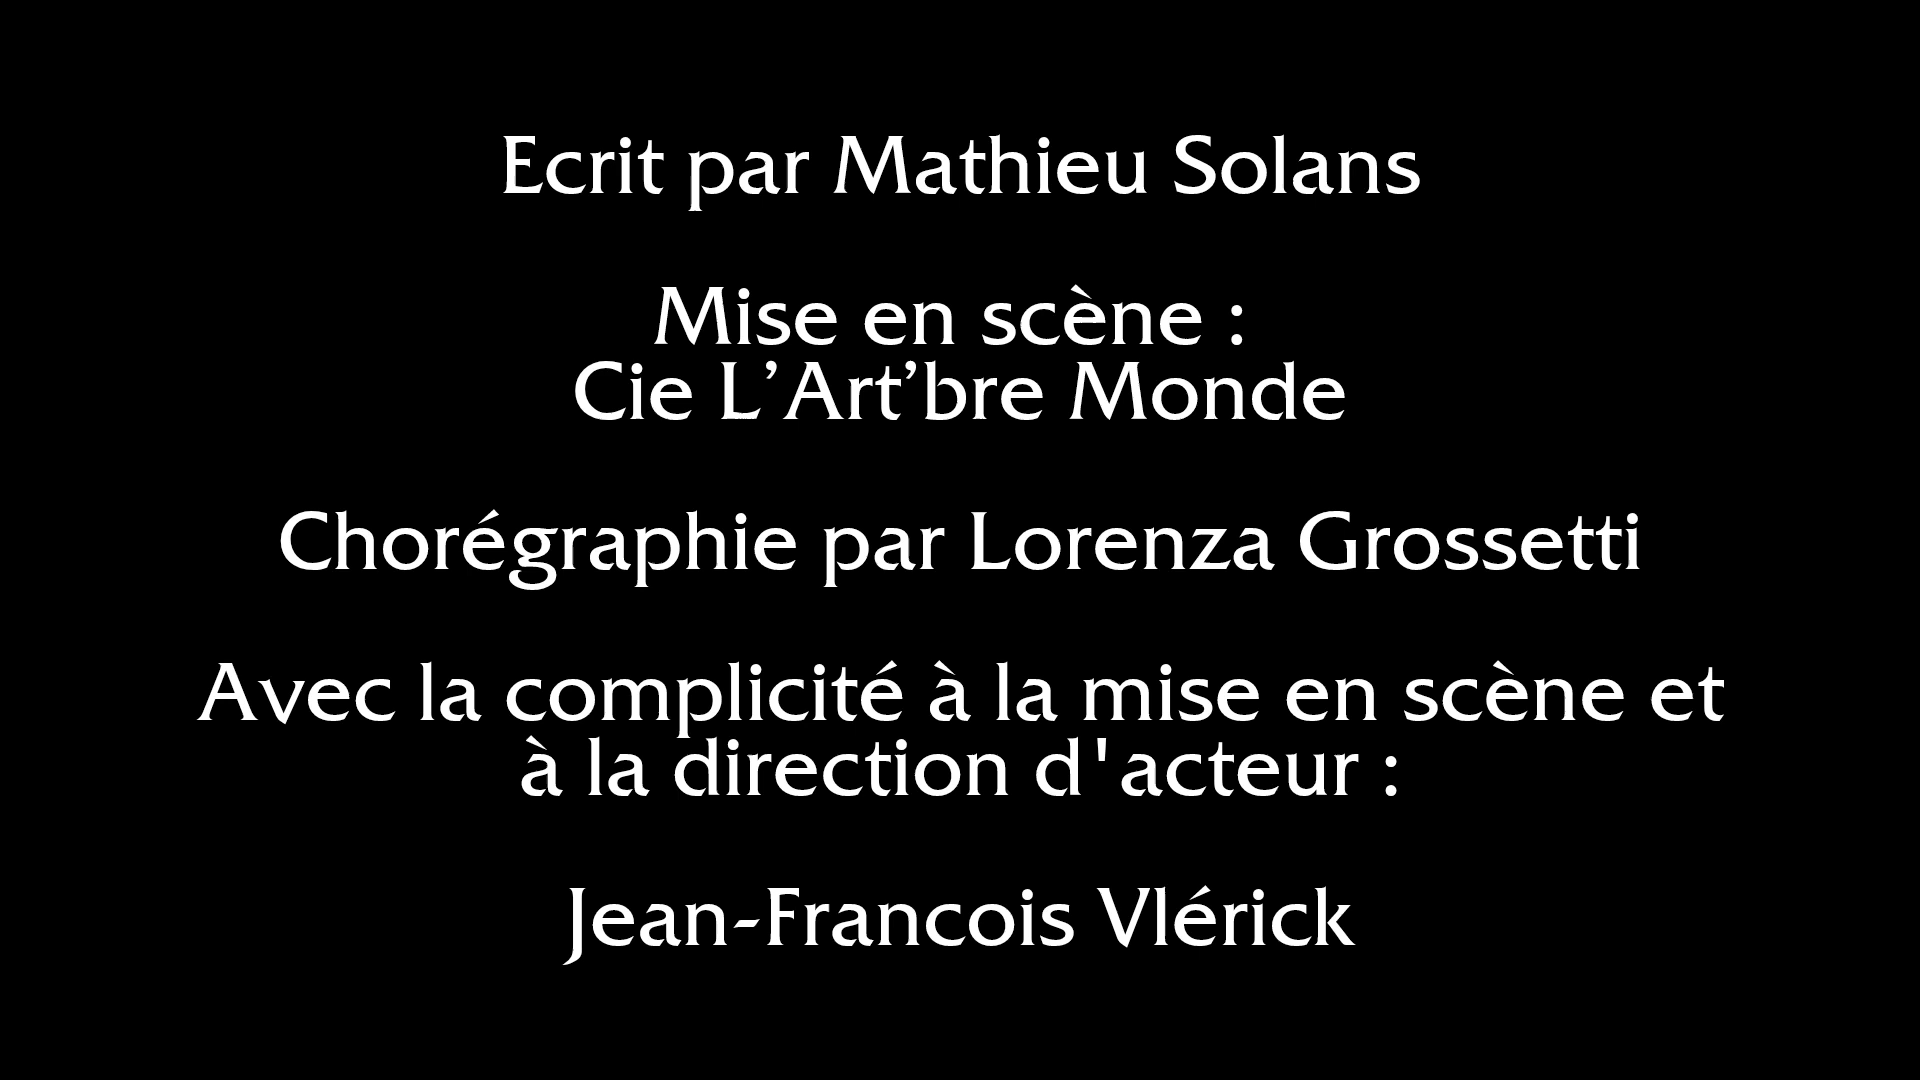 Ecrit par Mathieu Solans
Mise en scène :
Cie L’Art’bre Monde
Chorégraphie par Lorenza Grossetti
Avec la complicité à la mise en scène et
à la direction d'acteur :
Jean-Francois Vlérick